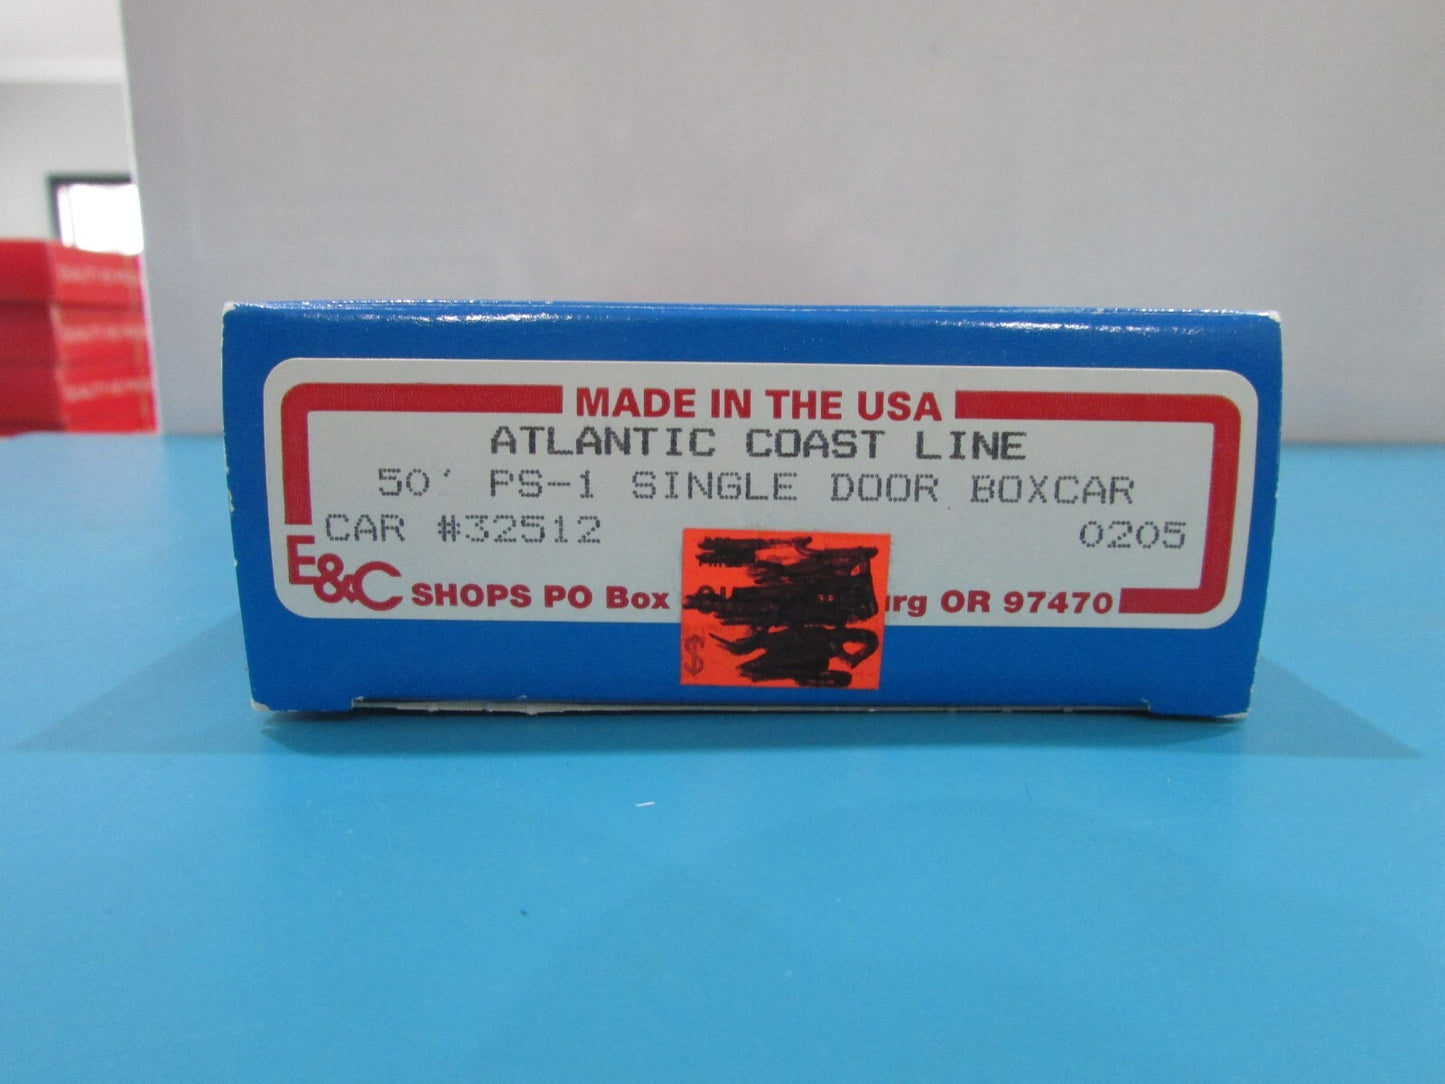 MADE IN THE USA
ATLANTIC COAST LINE
50' PS-1 SINGLE DOOR BOXCAR
CAR #32512 0205
E&C SHOPS PO Box urg OR 97470
$